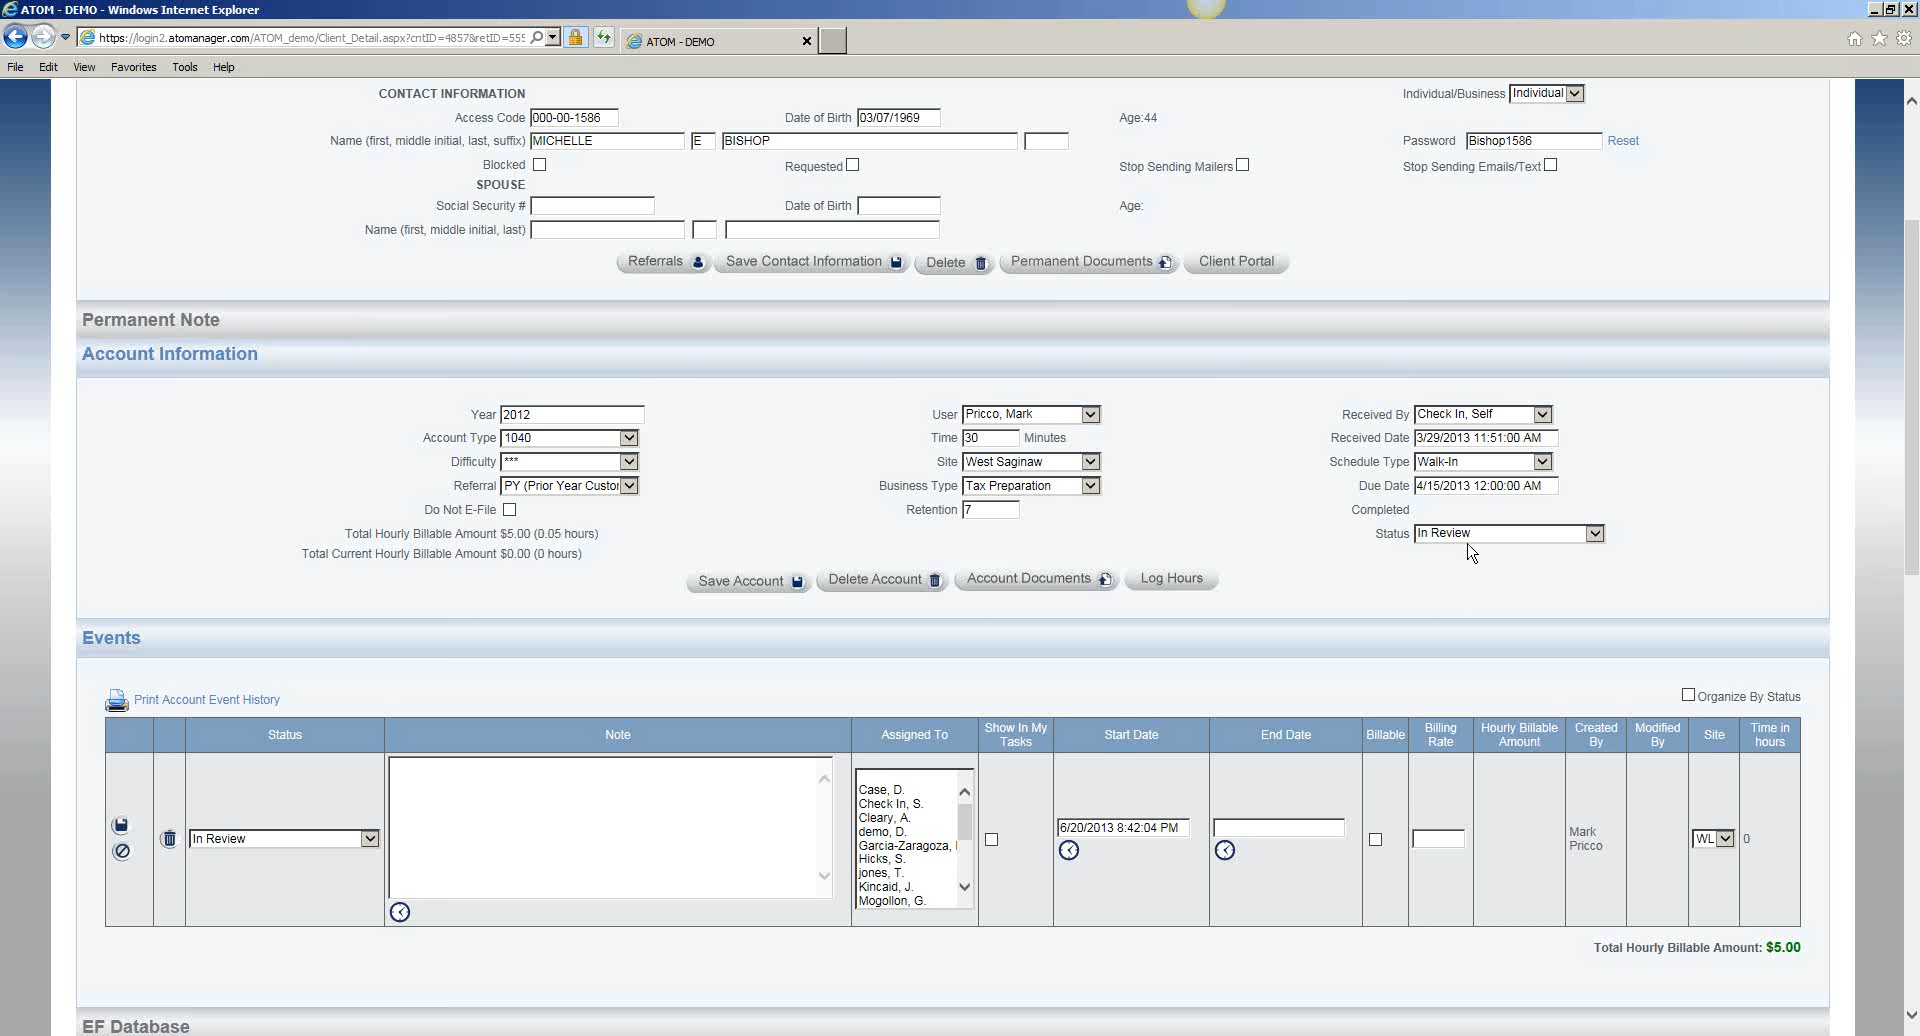 ATOM - DEMO - Windows Internet Explorer
https://login2.atomanager.com/ATOM_demo/Client_Detail.aspx?cntID=4857&retID=555
ATOM - DEMO
File Edit View Favorites Tools Help
CONTACT INFORMATION Individual/Business Individual
Access Code 000-00-1586 Date of Birth 03/07/1969 Age:44
Name (first, middle initial, last, suffix) MICHELLE E BISHOP Password Bishop1586 Reset
Blocked Requested Stop Sending Mailers Stop Sending Emails/Text
SPOUSE
Social Security # Date of Birth Age:
Name (first, middle initial, last)
Referrals Save Contact Information Delete Permanent Documents Client Portal
Permanent Note
Account Information
Year 2012 User Pricco, Mark Received By Check In, Self
Account Type 1040 Time 30 Minutes Received Date 3/29/2013 11:51:00 AM
Difficulty *** Site West Saginaw Schedule Type Walk-In
Referral PY (Prior Year Custor Business Type Tax Preparation Due Date 4/15/2013 12:00:00 AM
Do Not E-File Retention 7 Completed
Total Hourly Billable Amount $5.00 (0.05 hours) Status In Review
Total Current Hourly Billable Amount $0.00 (0 hours)
Save Account Delete Account Account Documents Log Hours
Events
Print Account Event History Organize By Status
Status Note Assigned To Show In My Tasks Start Date End Date Billable Billing Rate Hourly Billable Amount Created By Modified By Site Time in hours
Case, D.
Check In, S.
Cleary, A.
demo, D.
Garcia-Zaragoza,
Hicks, S.
jones, T.
Kincaid, J.
Mogollon, G.
In Review 6/20/2013 8:42:04 PM Mark Pricco WL 0
Total Hourly Billable Amount: $5.00
EF Database